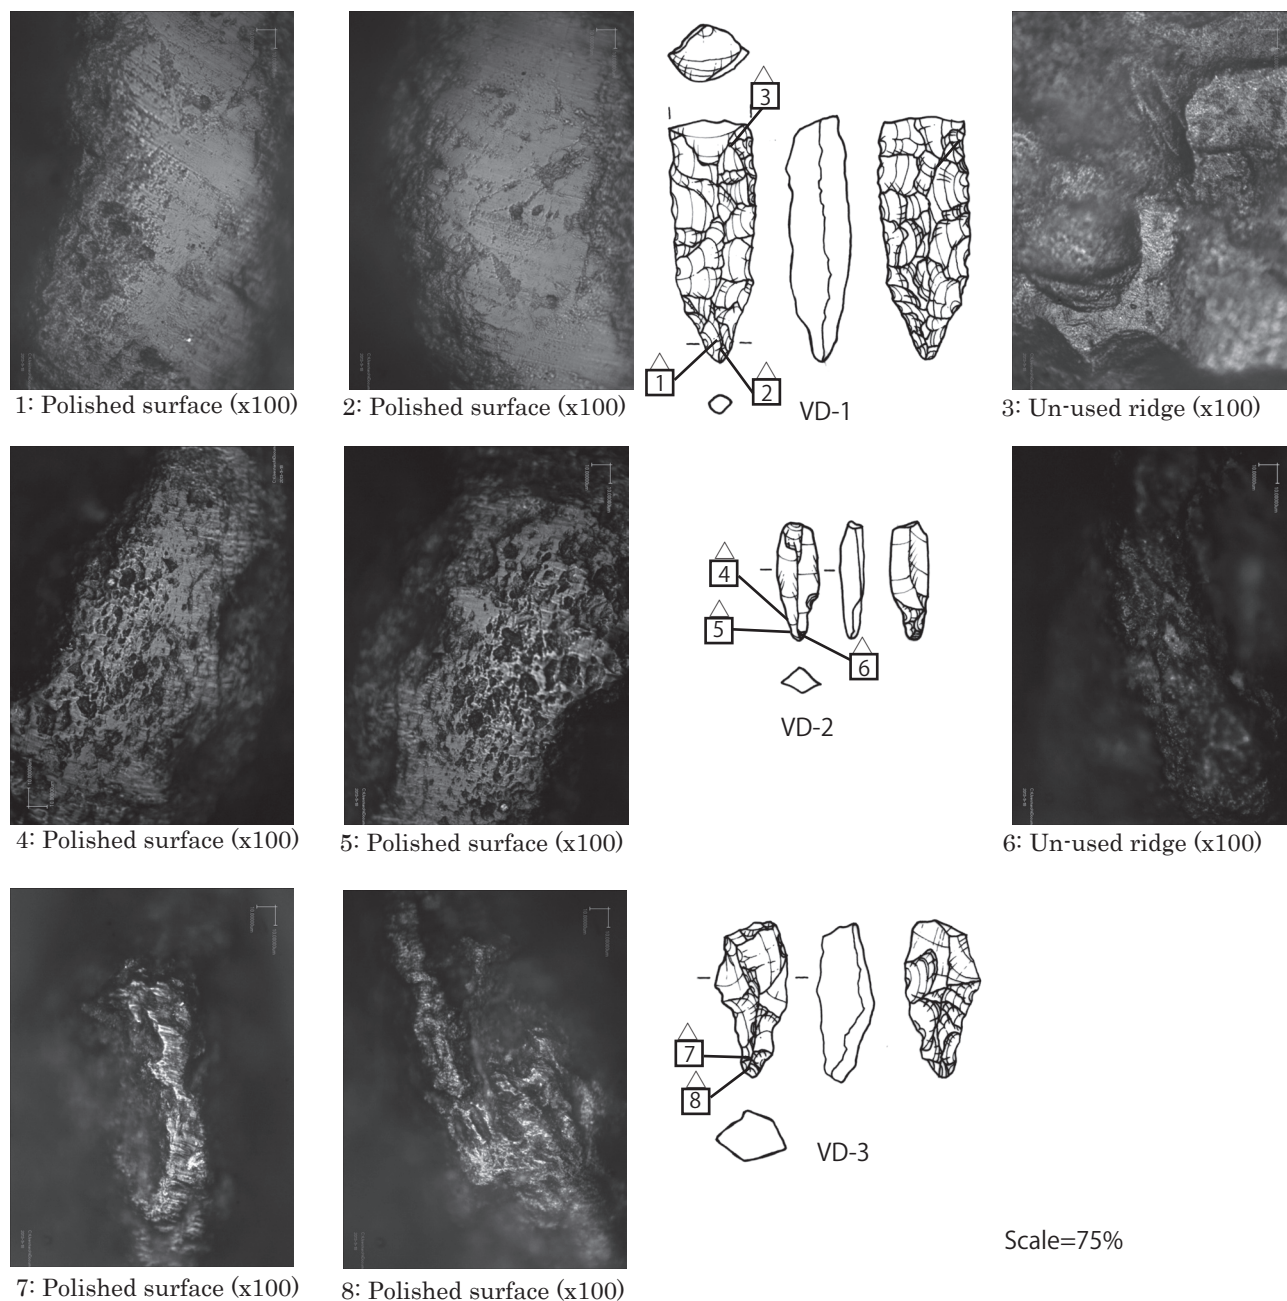 3
1
2
VD-1
1: Polished surface (x100)
2: Polished surface (x100)
3: Un-used ridge (x100)
4
5
6
VD-2
4: Polished surface (x100)
5: Polished surface (x100)
6: Un-used ridge (x100)
7
8
VD-3
Scale=75%
7: Polished surface (x100)
8: Polished surface (x100)